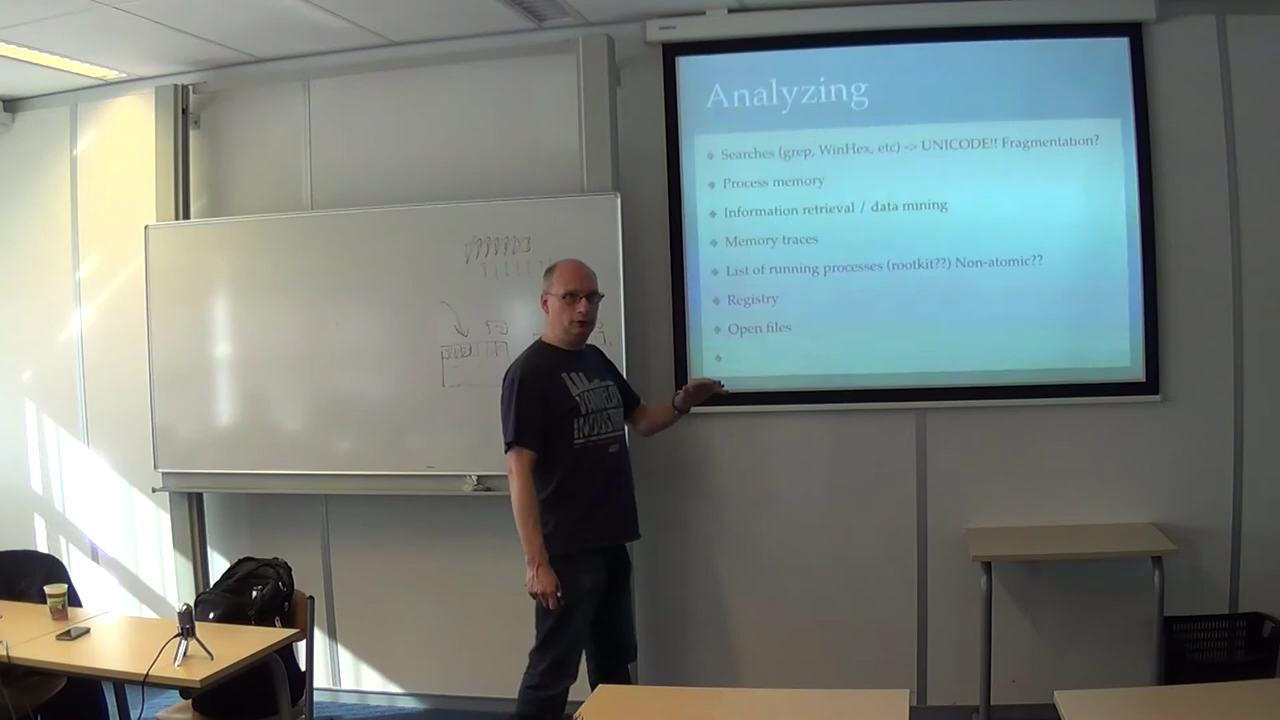 Analyzing
Searches (grep, WinHex, etc) -> UNICODE!! Fragmentation?
Process memory
Information retrieval / data mining
Memory traces
List of running processes (rootkit??) Non-atomic??
Registry
Open files